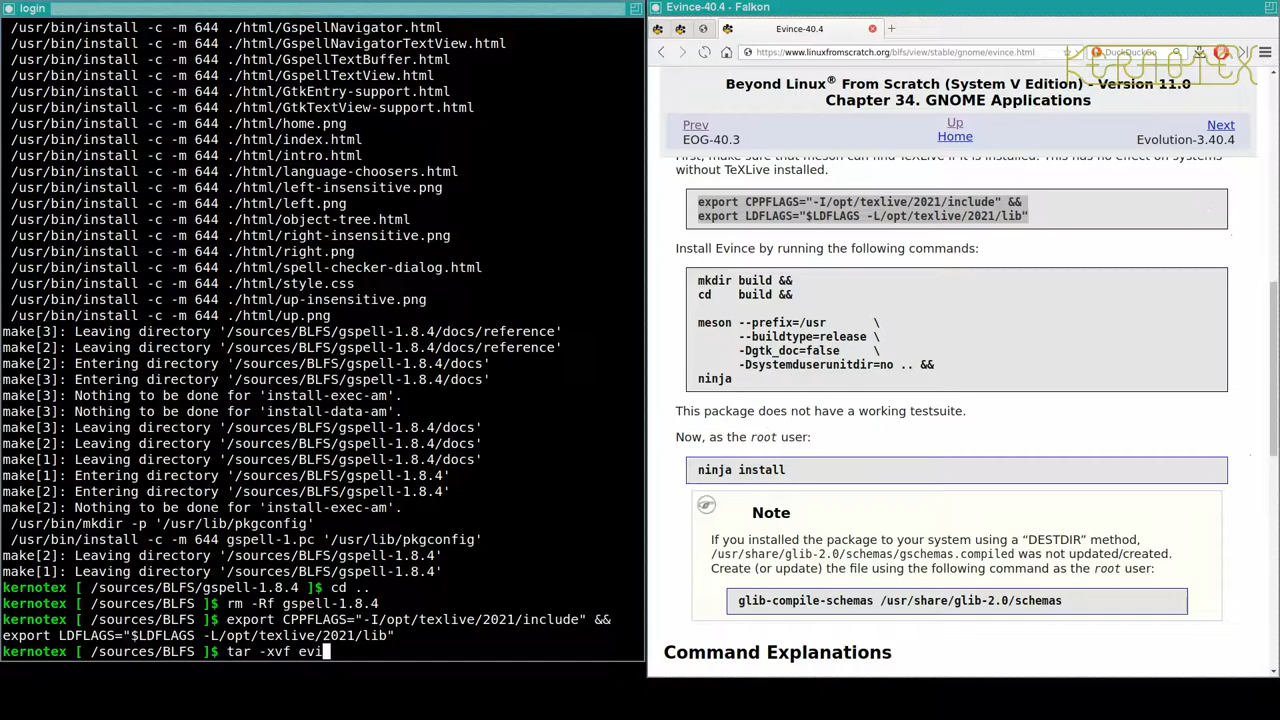 login
/usr/bin/install -c -m 644 ./html/GspellNavigator.html
/usr/bin/install -c -m 644 ./html/GspellNavigatorTextView.html
/usr/bin/install -c -m 644 ./html/GspellTextBuffer.html
/usr/bin/install -c -m 644 ./html/GspellTextView.html
/usr/bin/install -c -m 644 ./html/GtkEntry-support.html
/usr/bin/install -c -m 644 ./html/GtkTextView-support.html
/usr/bin/install -c -m 644 ./html/home.png
/usr/bin/install -c -m 644 ./html/index.html
/usr/bin/install -c -m 644 ./html/intro.html
/usr/bin/install -c -m 644 ./html/language-choosers.html
/usr/bin/install -c -m 644 ./html/left-insensitive.png
/usr/bin/install -c -m 644 ./html/left.png
/usr/bin/install -c -m 644 ./html/object-tree.html
/usr/bin/install -c -m 644 ./html/right-insensitive.png
/usr/bin/install -c -m 644 ./html/right.png
/usr/bin/install -c -m 644 ./html/spell-checker-dialog.html
/usr/bin/install -c -m 644 ./html/style.css
/usr/bin/install -c -m 644 ./html/up-insensitive.png
/usr/bin/install -c -m 644 ./html/up.png
make[3]: Leaving directory '/sources/BLFS/gspell-1.8.4/docs/reference'
make[2]: Leaving directory '/sources/BLFS/gspell-1.8.4/docs/reference'
make[2]: Entering directory '/sources/BLFS/gspell-1.8.4/docs'
make[3]: Entering directory '/sources/BLFS/gspell-1.8.4/docs'
make[3]: Nothing to be done for 'install-exec-am'.
make[3]: Nothing to be done for 'install-data-am'.
make[3]: Leaving directory '/sources/BLFS/gspell-1.8.4/docs'
make[2]: Leaving directory '/sources/BLFS/gspell-1.8.4/docs'
make[1]: Leaving directory '/sources/BLFS/gspell-1.8.4/docs'
make[1]: Entering directory '/sources/BLFS/gspell-1.8.4'
make[2]: Entering directory '/sources/BLFS/gspell-1.8.4'
make[2]: Nothing to be done for 'install-exec-am'.
/usr/bin/mkdir -p '/usr/lib/pkgconfig'
/usr/bin/install -c -m 644 gspell-1.pc '/usr/lib/pkgconfig'
make[2]: Leaving directory '/sources/BLFS/gspell-1.8.4'
make[1]: Leaving directory '/sources/BLFS/gspell-1.8.4'
kernotex [ /sources/BLFS/gspell-1.8.4 ]$ cd ..
kernotex [ /sources/BLFS ]$ rm -Rf gspell-1.8.4
kernotex [ /sources/BLFS ]$ export CPPFLAGS="-I/opt/texlive/2021/include" &&
export LDFLAGS="$LDFLAGS -L/opt/texlive/2021/lib"
kernotex [ /sources/BLFS ]$ tar -xvf evi
Evince-40.4 - Falkon
Evince-40.4
https://www.linuxfromscratch.org/blfs/view/stable/gnome/evince.html
DuckDuckGo
KERNOTEX
Beyond Linux® From Scratch (System V Edition) - Version 11.0
Chapter 34. GNOME Applications
Prev Up Next
EOG-40.3 Home Evolution-3.40.4
First, make sure that meson can find TeXLive if it is installed. This has no effect on systems
without TeXLive installed.
export CPPFLAGS="-I/opt/texlive/2021/include" &&
export LDFLAGS="$LDFLAGS -L/opt/texlive/2021/lib"
Install Evince by running the following commands:
mkdir build &&
cd    build &&
meson --prefix=/usr       \
--buildtype=release \
-Dgtk_doc=false     \
-Dsystemduserunitdir=no .. &&
ninja
This package does not have a working testsuite.
Now, as the root user:
ninja install
Note
If you installed the package to your system using a “DESTDIR” method,
/usr/share/glib-2.0/schemas/gschemas.compiled was not updated/created.
Create (or update) the file using the following command as the root user:
glib-compile-schemas /usr/share/glib-2.0/schemas
Command Explanations